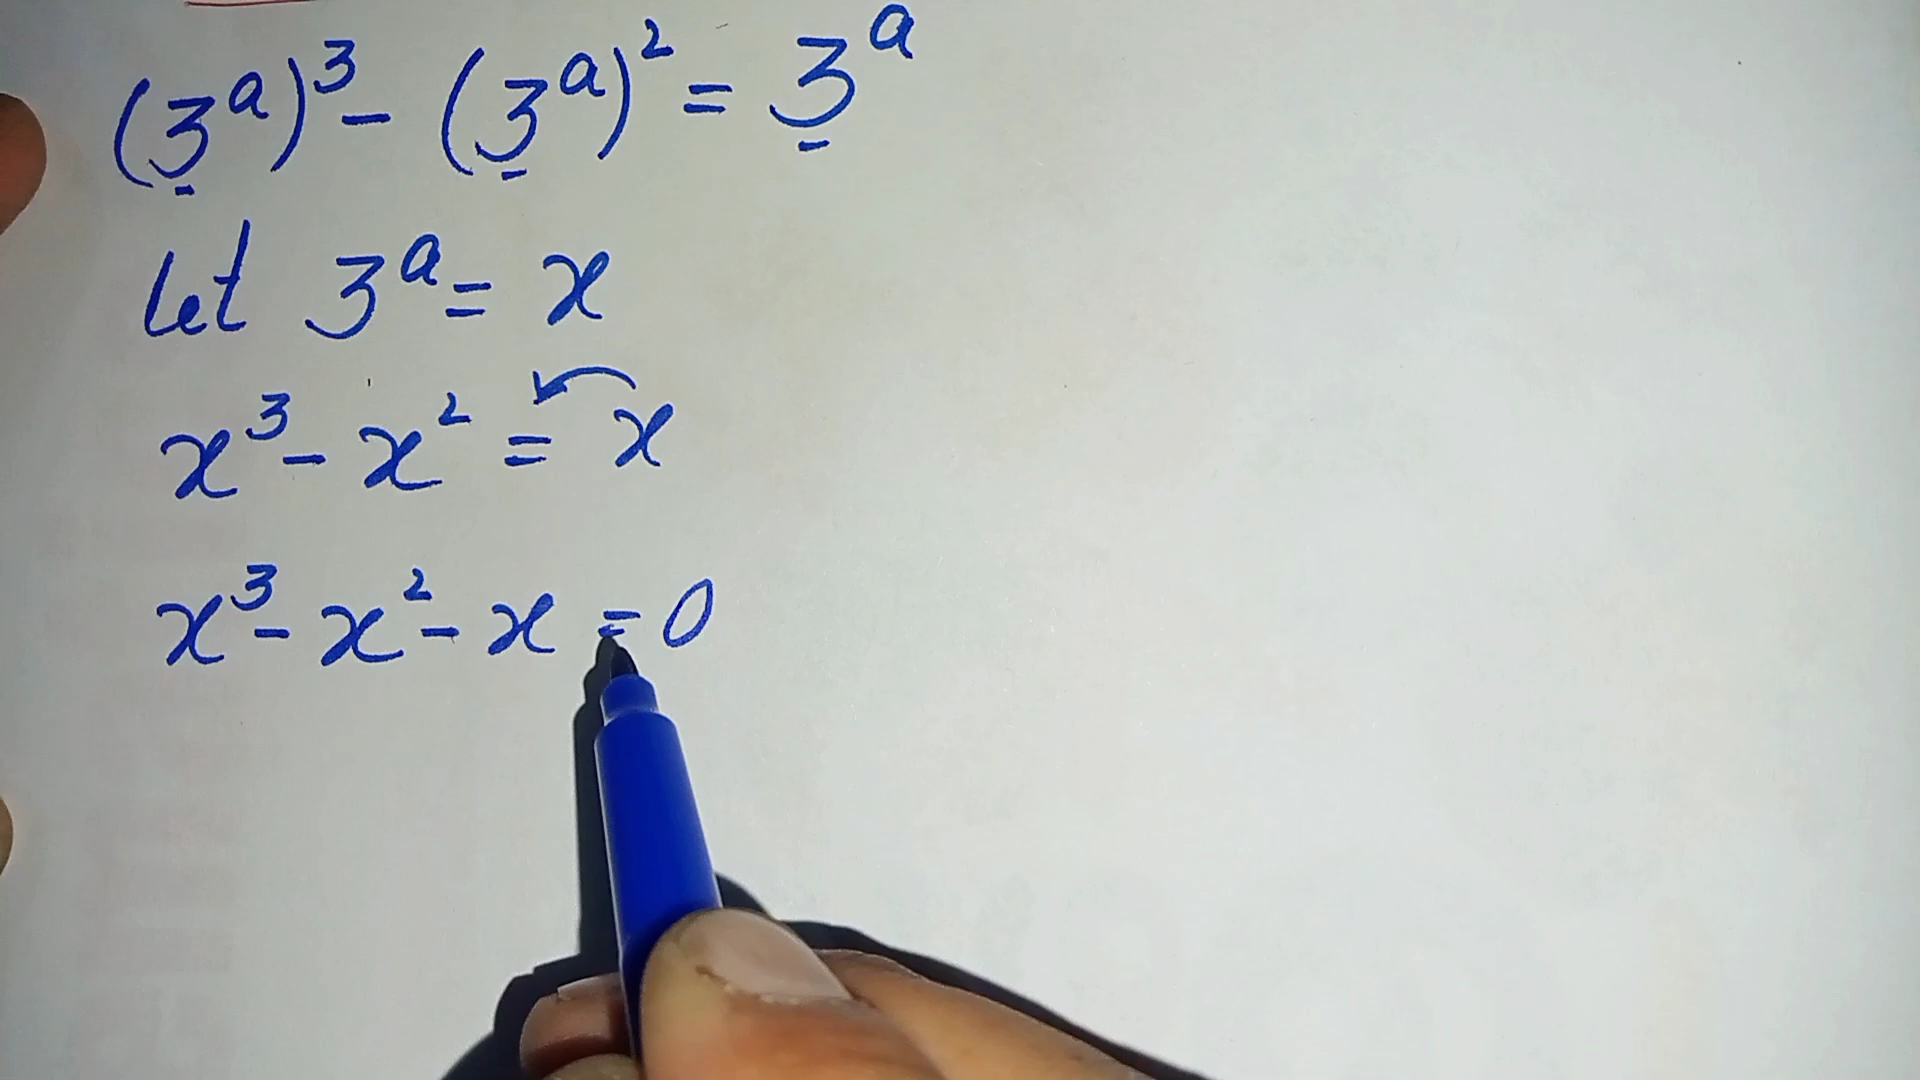 (3^a)^3 - (3^a)^2 = 3^a
let 3^a = x
x^3 - x^2 = x
x^3 - x^2 - x = 0